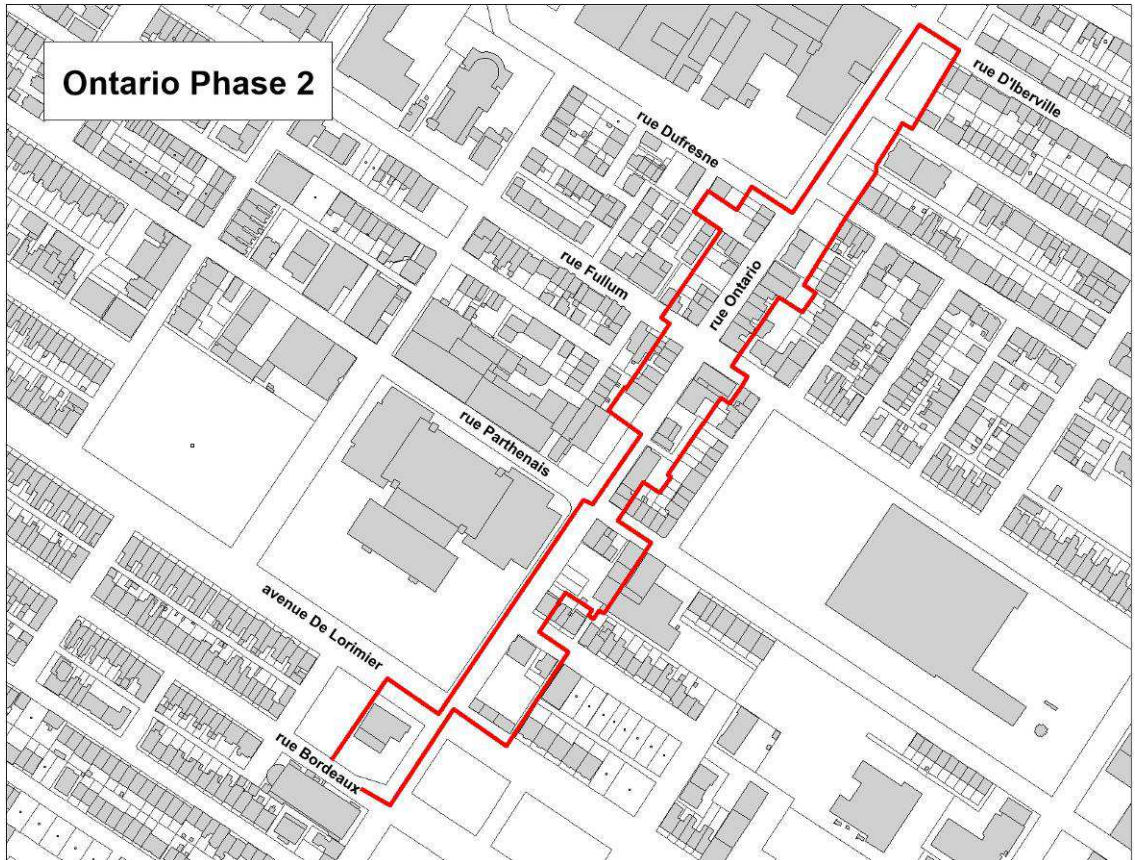 Ontario Phase 2
rue D'Iberville
rue Dufresne
rue Fullum
rue Ontario
rue Parthenais
avenue De Lorimier
rue Bordeaux